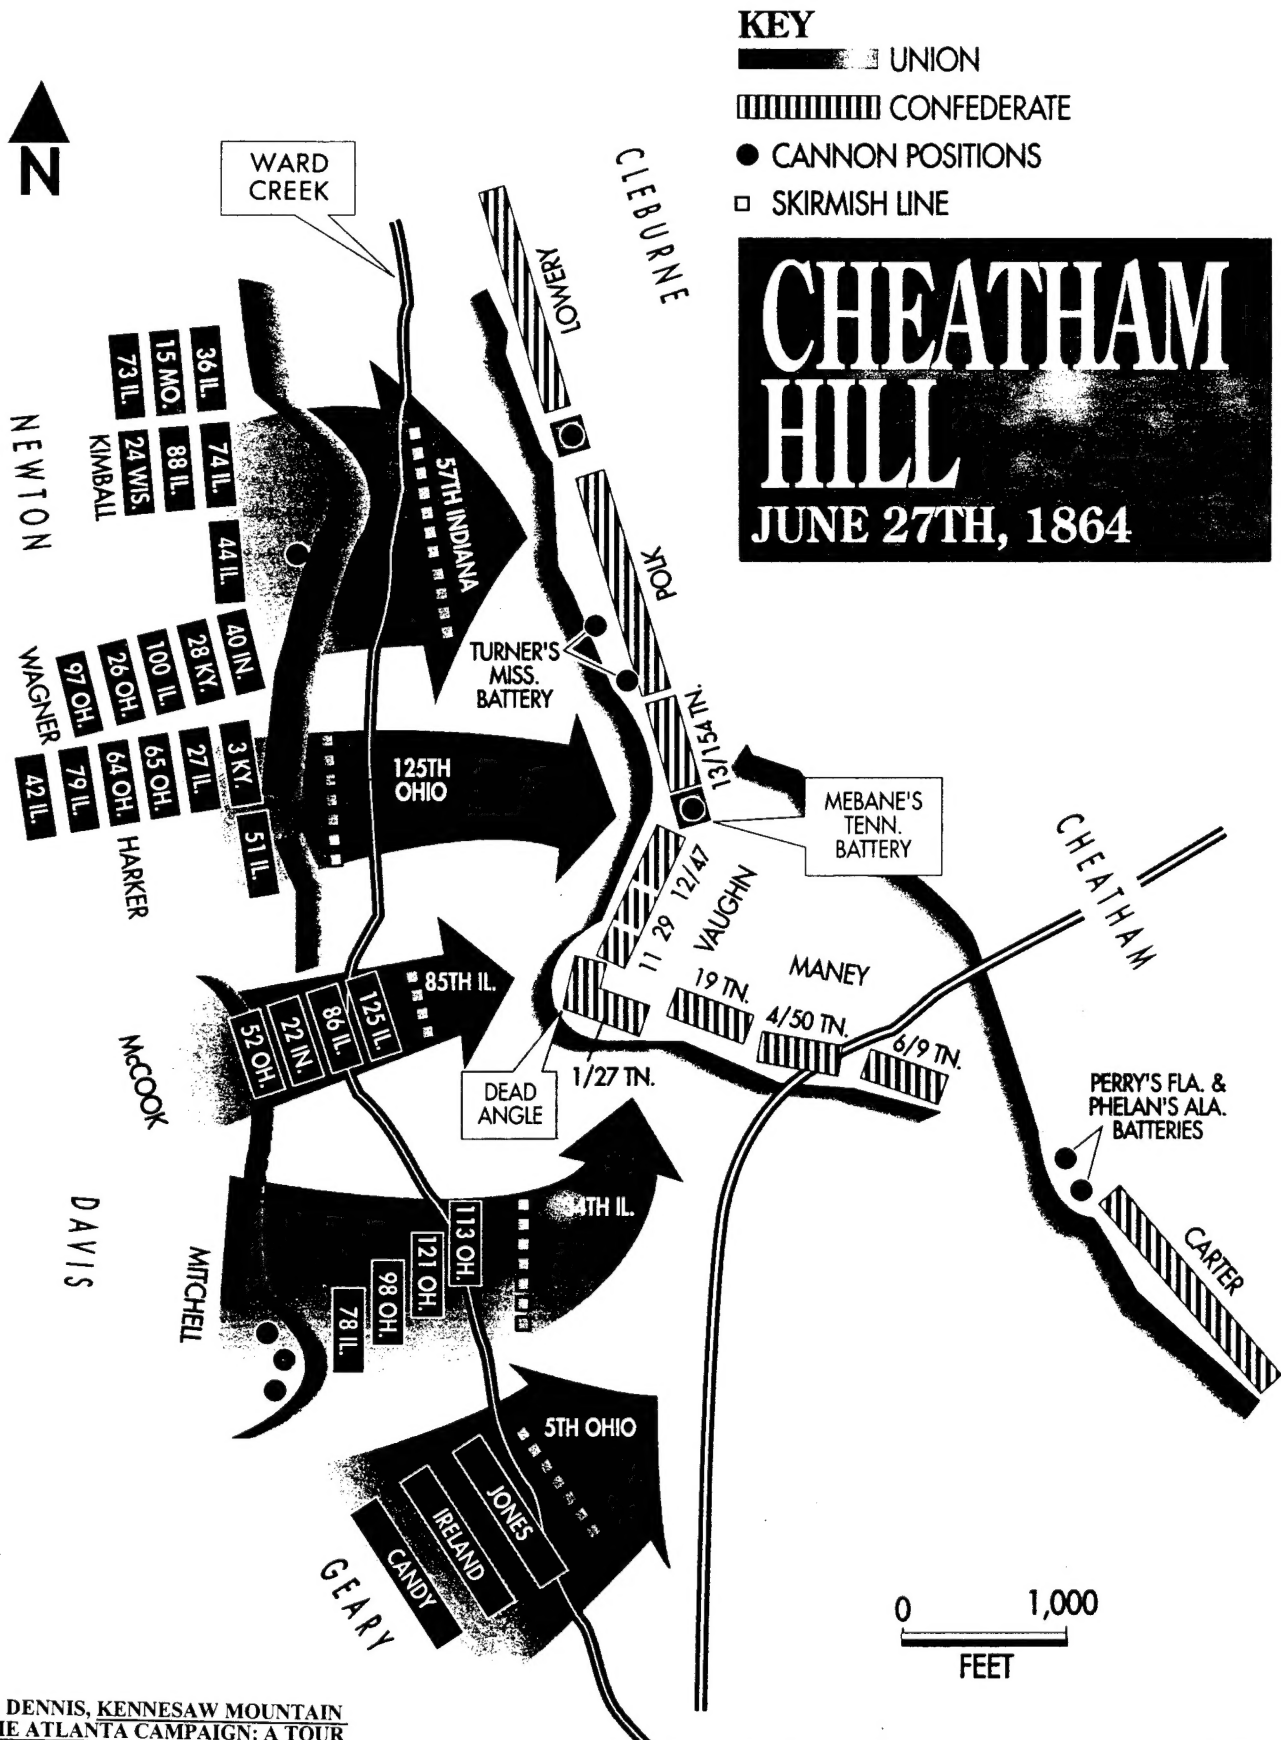 KEY
UNION
CONFEDERATE
CANNON POSITIONS
SKIRMISH LINE
CHEATHAM
HILL
JUNE 27TH, 1864
N
WARD
CREEK
CLEBURNE
LOWERY
POLK
13/154 TN.
TURNER'S
MISS.
BATTERY
MEBANE'S
TENN.
BATTERY
CHEATHAM
VAUGHN
11 29 12/47
MANEY
19 TN.
4/50 TN.
6/9 TN.
1/27 TN.
DEAD
ANGLE
PERRY'S FLA. &
PHELAN'S ALA.
BATTERIES
CARTER
NEWTON
36 IL.
15 MO.
73 IL.
74 IL.
88 IL.
24 WIS.
KIMBALL
44 IL.
57TH INDIANA
40 IN.
28 KY.
100 IL.
26 OH.
97 OH.
WAGNER
3 KY.
27 IL.
65 OH.
64 OH.
79 IL.
42 IL.
51 IL.
HARKER
125TH
OHIO
85TH IL.
125 IL.
86 IL.
22 IN.
52 OH.
McCOOK
DAVIS
MITCHELL
34TH IL.
113 OH.
121 OH.
98 OH.
78 IL.
5TH OHIO
JONES
IRELAND
CANDY
GEARY
0 1,000
FEET
DENNIS, KENNESAW MOUNTAIN
ATLANTA CAMPAIGN: A TOUR